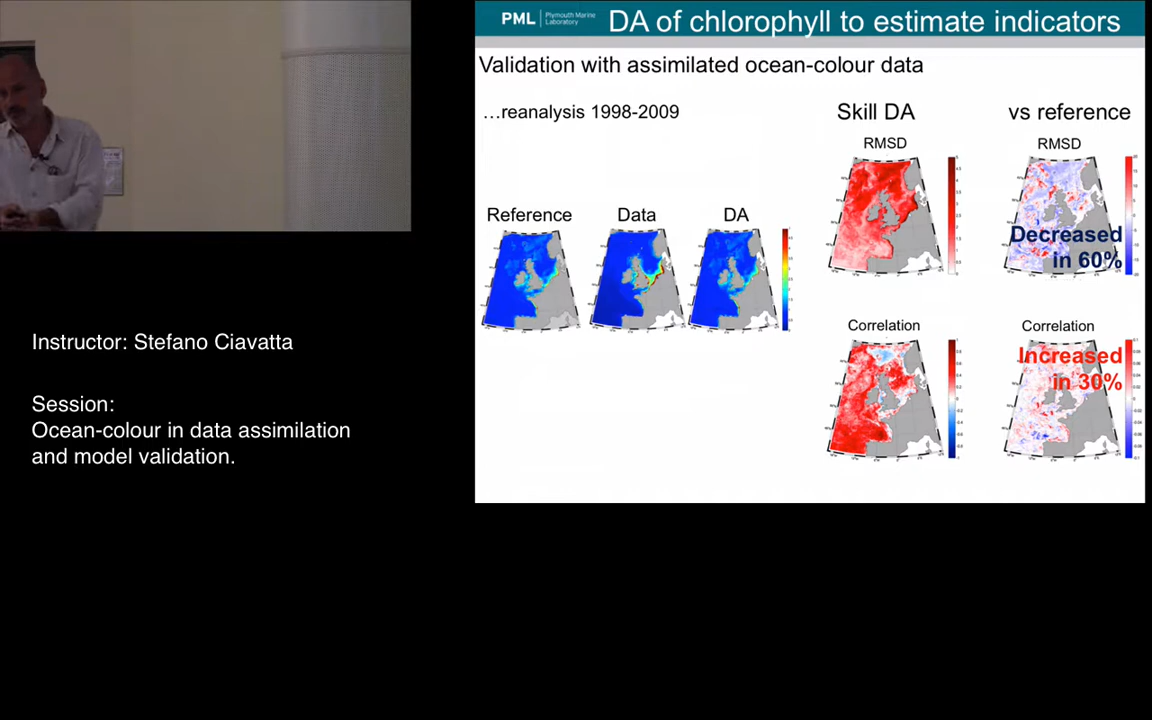 PML Plymouth Marine Laboratory
DA of chlorophyll to estimate indicators
Validation with assimilated ocean-colour data
…reanalysis 1998-2009
Skill DA
vs reference
RMSD
RMSD
Reference
Data
DA
Decreased
in 60%
Correlation
Correlation
Increased
in 30%
Instructor: Stefano Ciavatta
Session:
Ocean-colour in data assimilation
and model validation.